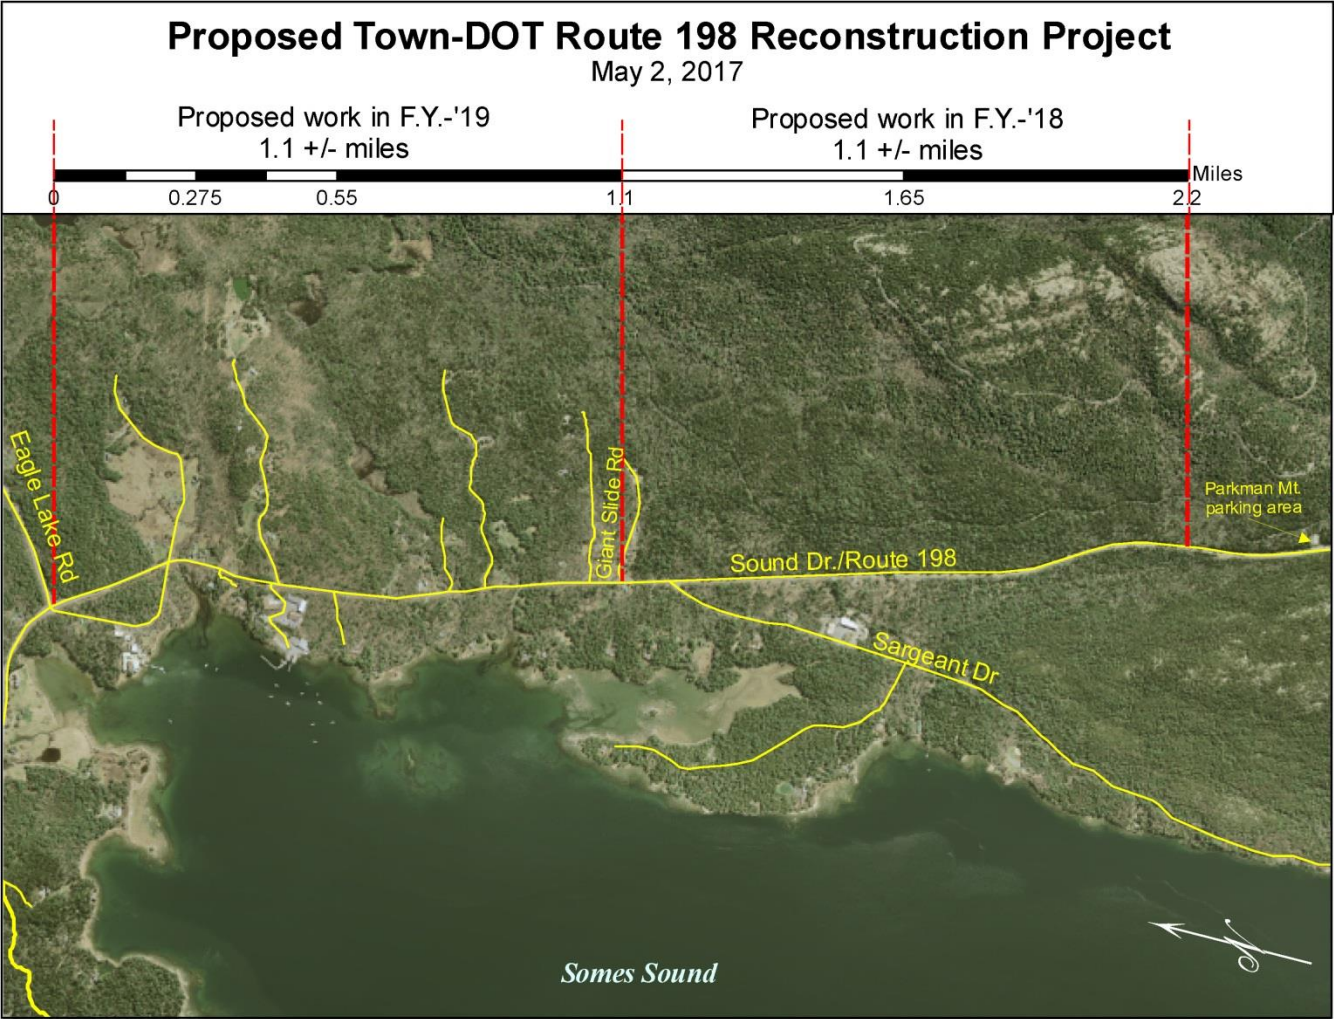 Proposed Town-DOT Route 198 Reconstruction Project
May 2, 2017
Proposed work in F.Y.-'19
1.1 +/- miles
Proposed work in F.Y.-'18
1.1 +/- miles
Miles
0 0.275 0.55 1.1 1.65 2.2
Eagle Lake Rd
Giant Slide Rd
Sound Dr./Route 198
Parkman Mt.
parking area
Sargeant Dr
Somes Sound
N